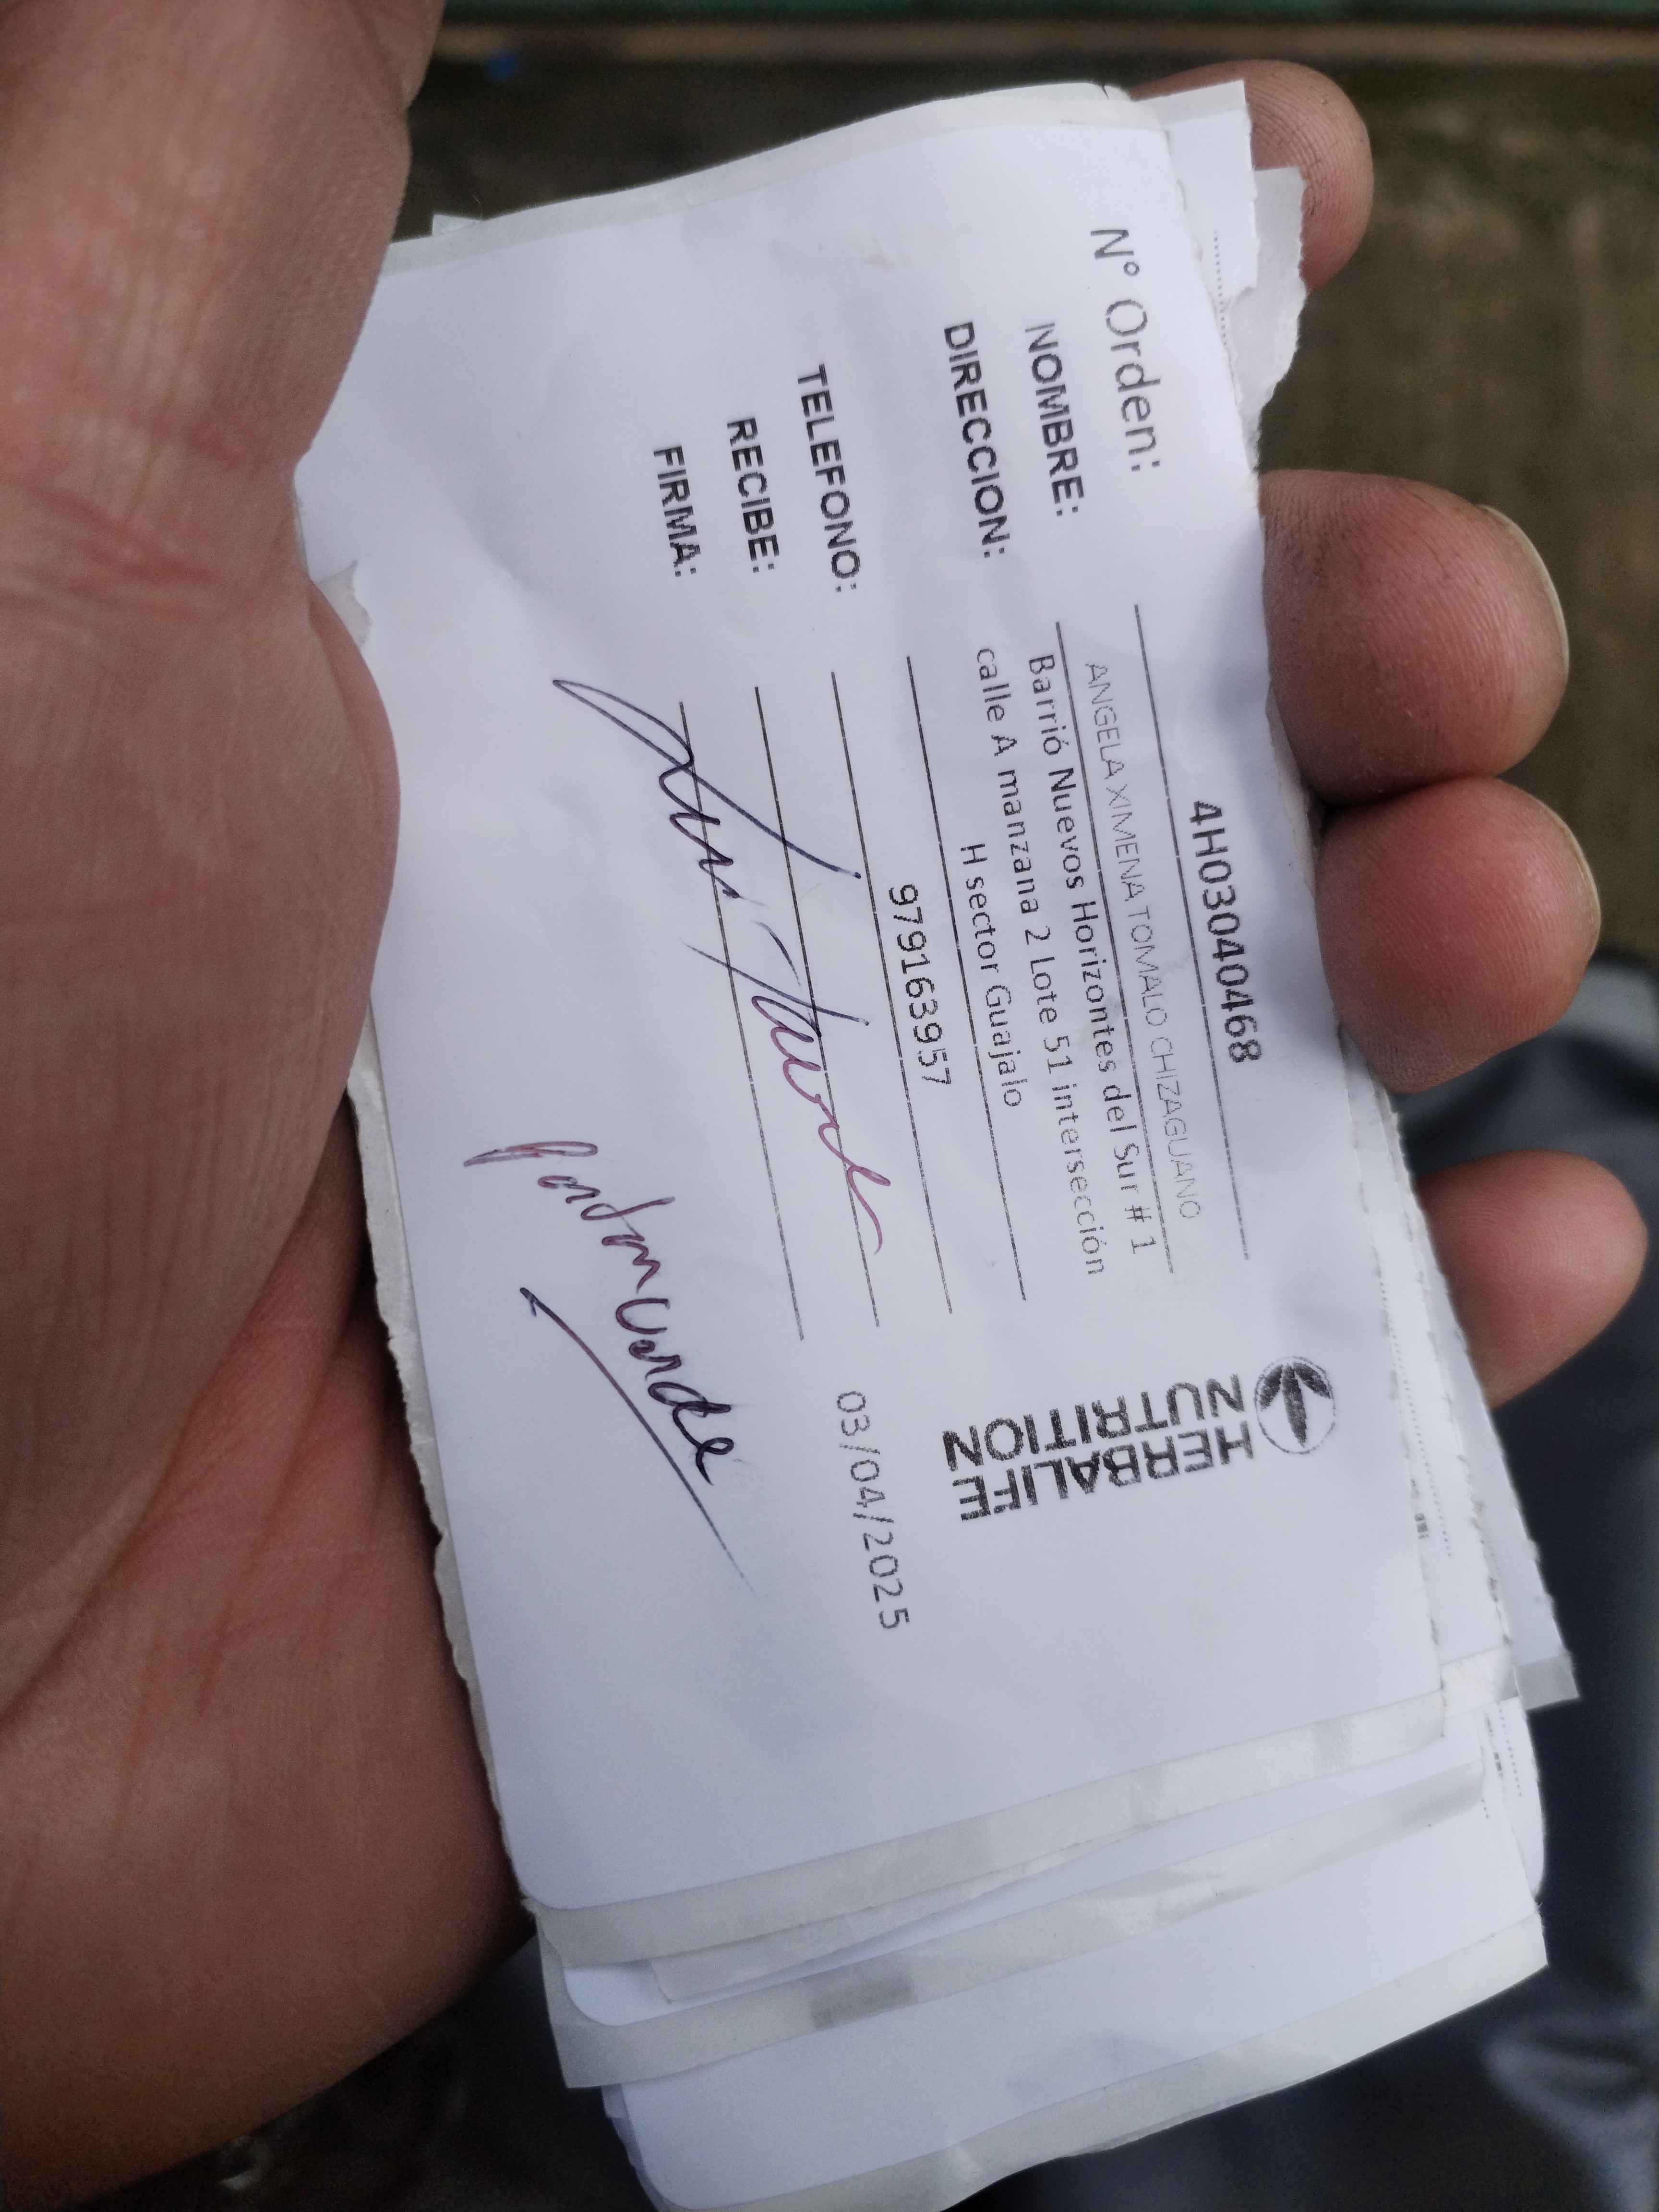 N° Orden: 4H03040468
NOMBRE: ANGELA XIMENA TOMALO CHIZAGUANO
DIRECCION: Barrió Nuevos Horizontes del Sur # 1
calle A manzana 2 Lote 51 intersección
H sector Guajalo
TELEFONO: 979163957
RECIBE:
FIRMA:
HERBALIFE
NUTRITION
03/04/2025